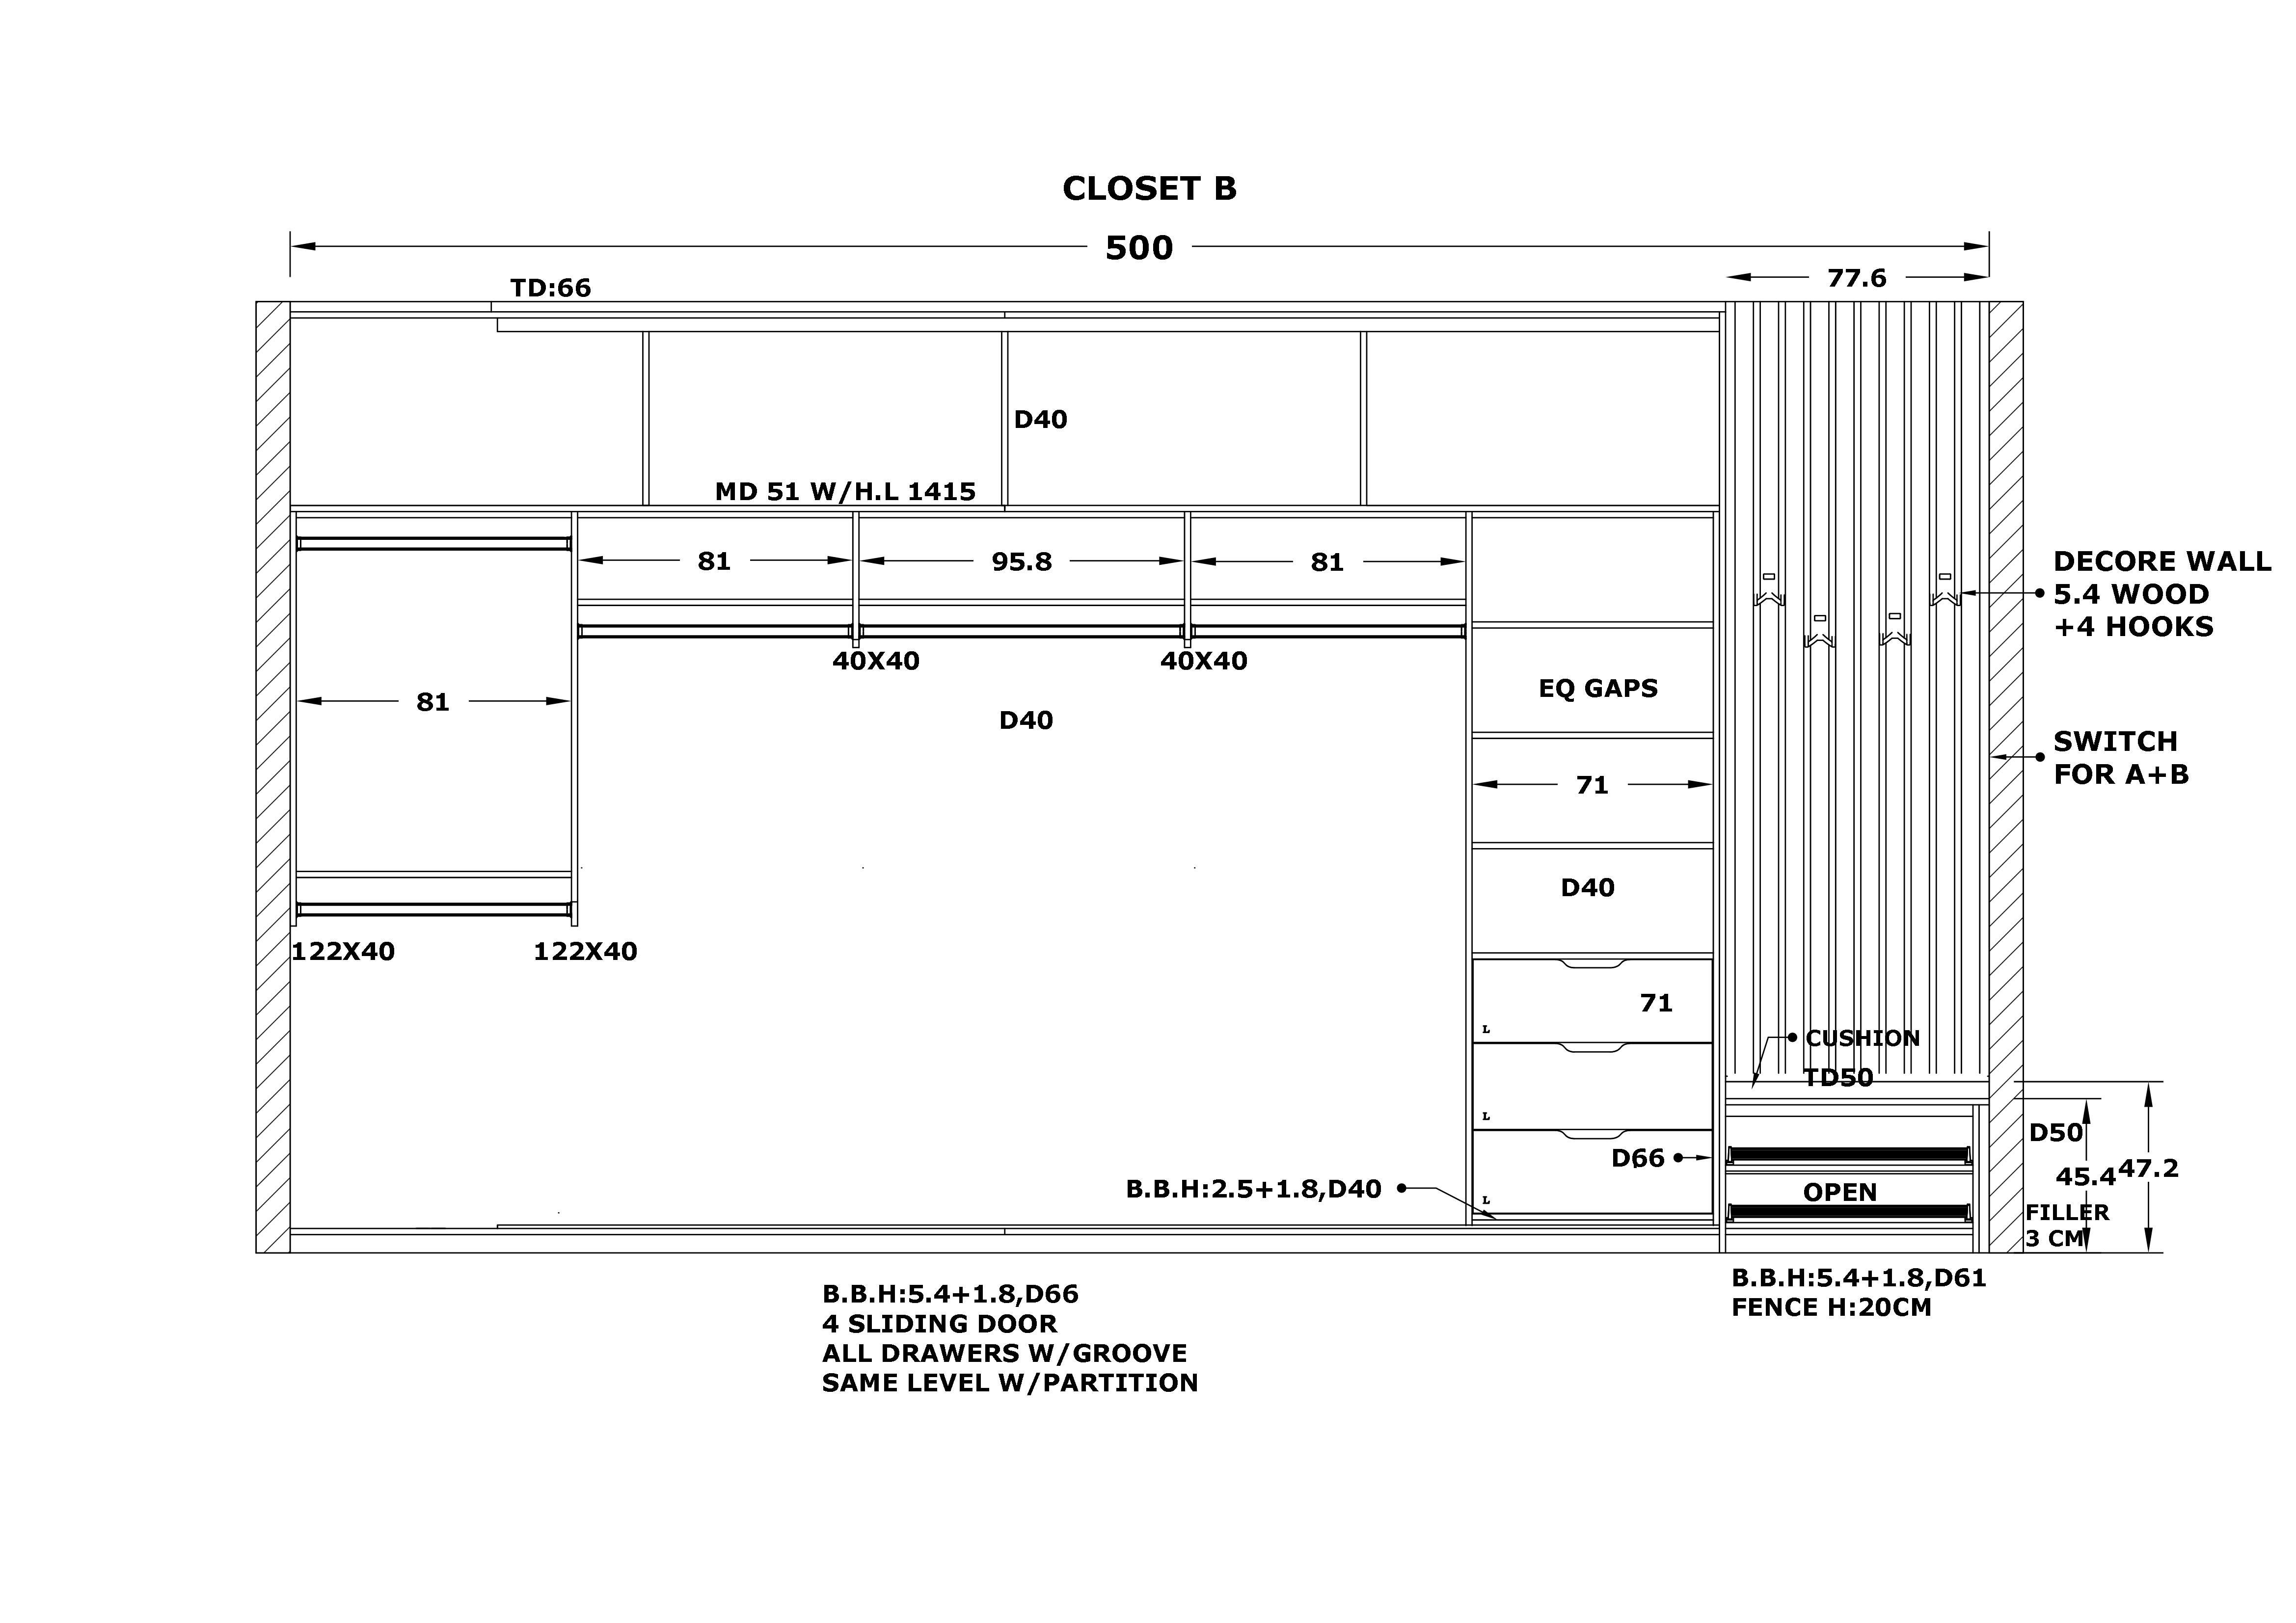 CLOSET B
500
77.6
TD:66
D40
MD 51 W/H.L 1415
81
95.8
81
DECORE WALL
5.4 WOOD
+4 HOOKS
40X40
40X40
EQ GAPS
81
D40
SWITCH
FOR A+B
71
D40
122X40
122X40
71
L
CUSHION
TD50
L
D50
D66
45.4
47.2
B.B.H:2.5+1.8,D40
L
OPEN
FILLER
3 CM
B.B.H:5.4+1.8,D66
4 SLIDING DOOR
ALL DRAWERS W/GROOVE
SAME LEVEL W/PARTITION
B.B.H:5.4+1.8,D61
FENCE H:20CM